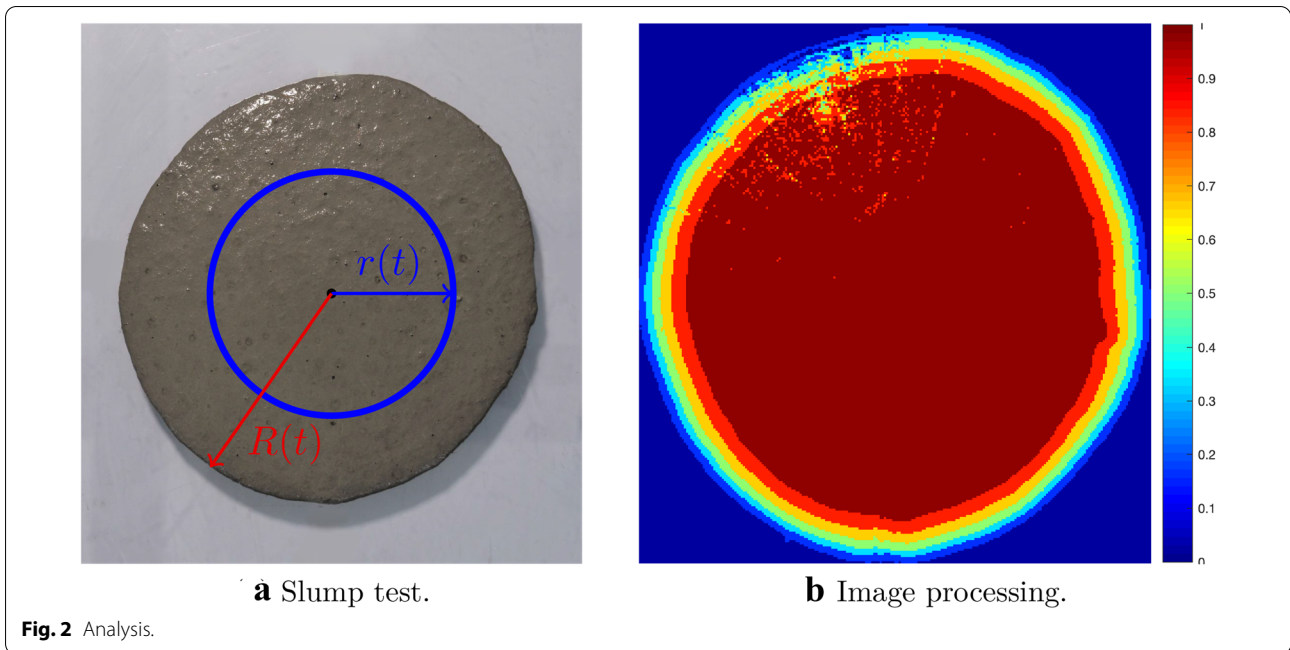 r(t)
R(t)
1
0.9
0.8
0.7
0.6
0.5
0.4
0.3
0.2
0.1
0
a Slump test.
b Image processing.
Fig. 2 Analysis.